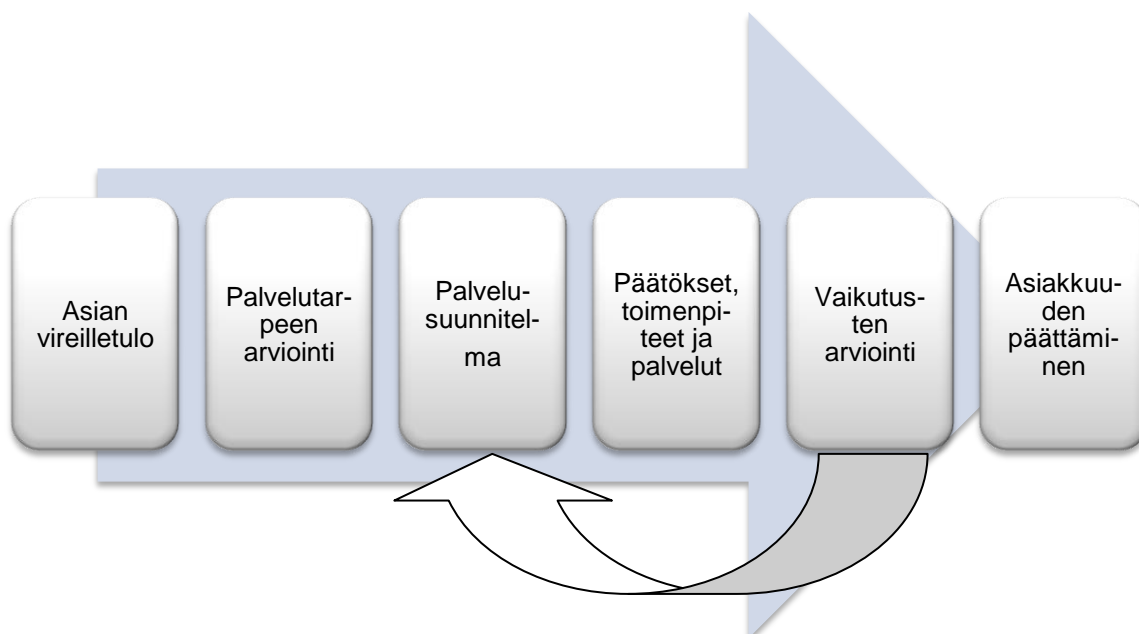 Asian
vireilletulo
Palvelutar-
peen
arviointi
Palvelu-
suunnitel-
ma
Päätökset,
toimenpi-
teet ja
palvelut
Vaikutus-
ten
arviointi
Asiakkuu-
den
päättämi-
nen